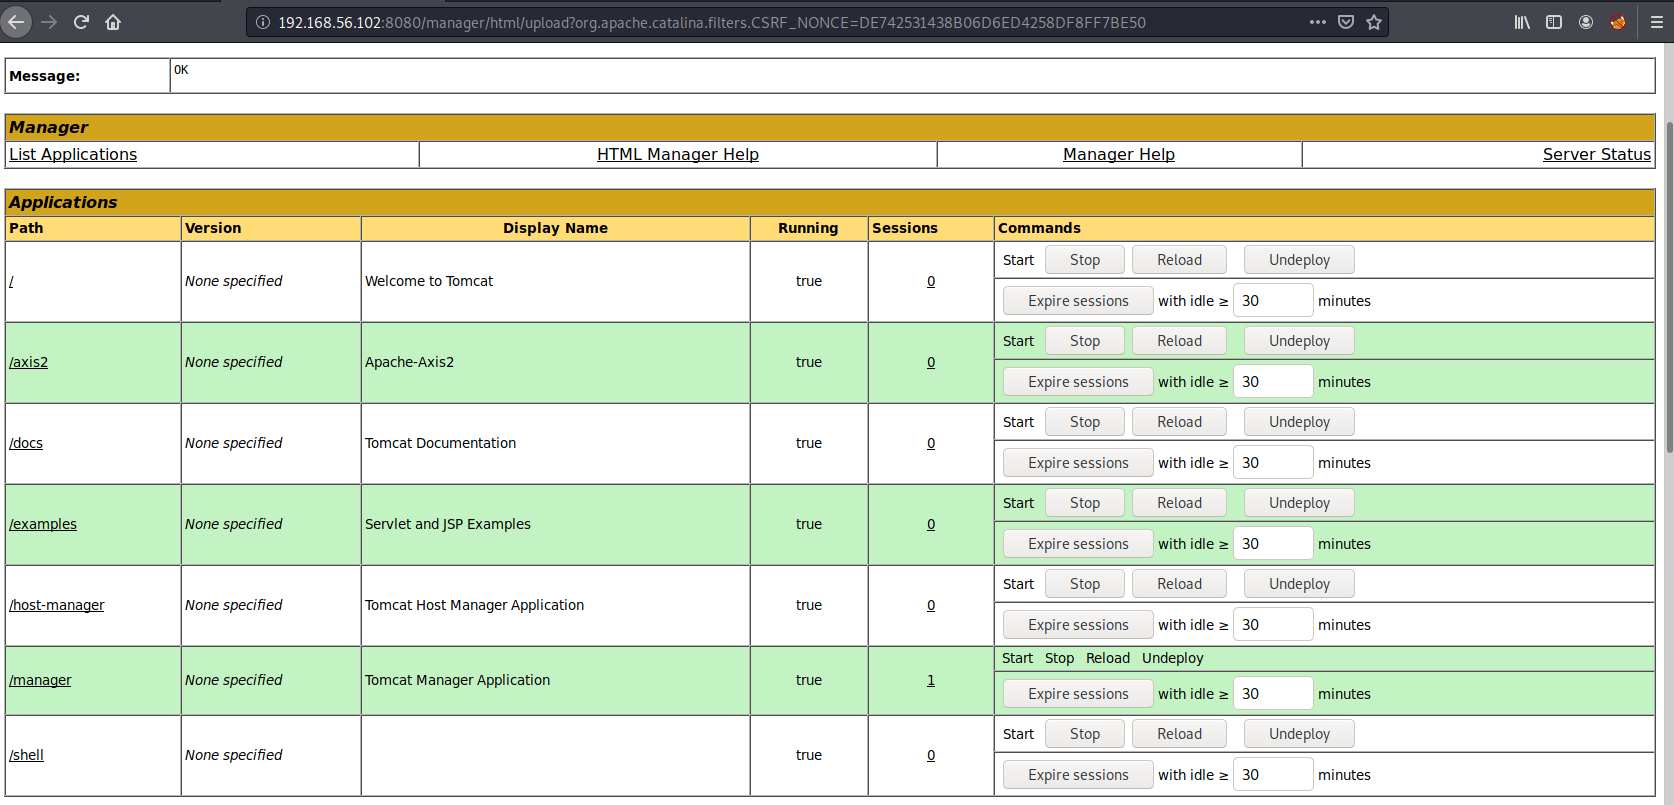 192.168.56.102:8080/manager/html/upload?org.apache.catalina.filters.CSRF_NONCE=DE742531438B06D6ED4258DF8FF7BE50
Message: OK
Manager
List Applications HTML Manager Help Manager Help Server Status
Applications
Path Version Display Name Running Sessions Commands
Start Stop Reload Undeploy
/ None specified Welcome to Tomcat true 0
Expire sessions with idle ≥ 30 minutes
Start Stop Reload Undeploy
/axis2 None specified Apache-Axis2 true 0
Expire sessions with idle ≥ 30 minutes
Start Stop Reload Undeploy
/docs None specified Tomcat Documentation true 0
Expire sessions with idle ≥ 30 minutes
Start Stop Reload Undeploy
/examples None specified Servlet and JSP Examples true 0
Expire sessions with idle ≥ 30 minutes
Start Stop Reload Undeploy
/host-manager None specified Tomcat Host Manager Application true 0
Expire sessions with idle ≥ 30 minutes
Start Stop Reload Undeploy
/manager None specified Tomcat Manager Application true 1
Expire sessions with idle ≥ 30 minutes
Start Stop Reload Undeploy
/shell None specified true 0
Expire sessions with idle ≥ 30 minutes